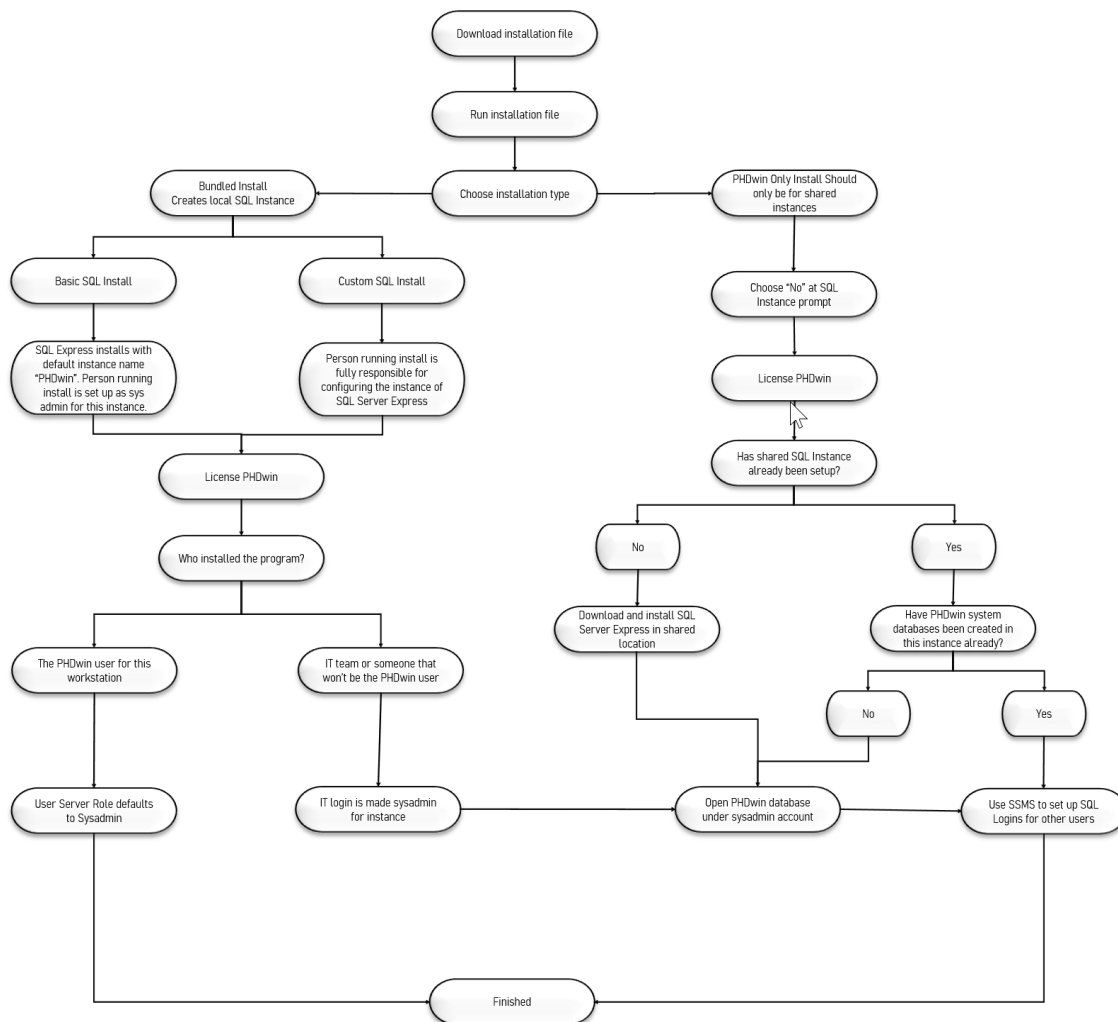 Download installation file
Run installation file
Choose installation type
Bundled Install
Creates local SQL Instance
PHDwin Only Install Should
only be for shared
instances
Basic SQL Install
Custom SQL Install
Choose “No” at SQL
Instance prompt
SQL Express installs with
default instance name
“PHDwin”. Person running
install is set up as sys
admin for this instance.
Person running install is
fully responsible for
configuring the instance of
SQL Server Express
License PHDwin
License PHDwin
Has shared SQL Instance
already been setup?
Who installed the program?
No
Yes
Download and install SQL
Server Express in shared
location
Have PHDwin system
databases been created in
this instance already?
The PHDwin user for this
workstation
IT team or someone that
won't be the PHDwin user
No
Yes
User Server Role defaults
to Sysadmin
IT login is made sysadmin
for instance
Open PHDwin database
under sysadmin account
Use SSMS to set up SQL
Logins for other users
Finished